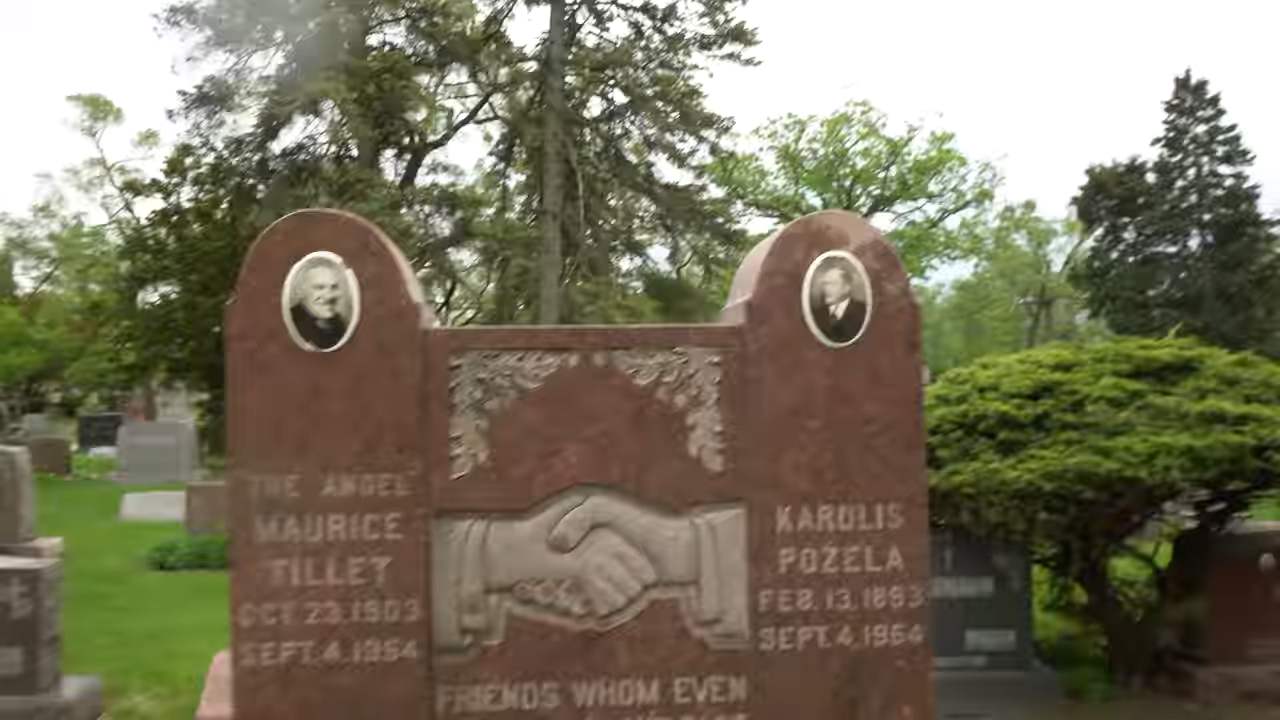 THE ANGEL
MAURICE
TILLET
OCT. 23. 1903
SEPT. 4. 1954
KAROLIS
POŽELA
FEB. 13. 1893
SEPT. 4. 1954
FRIENDS WHOM EVEN